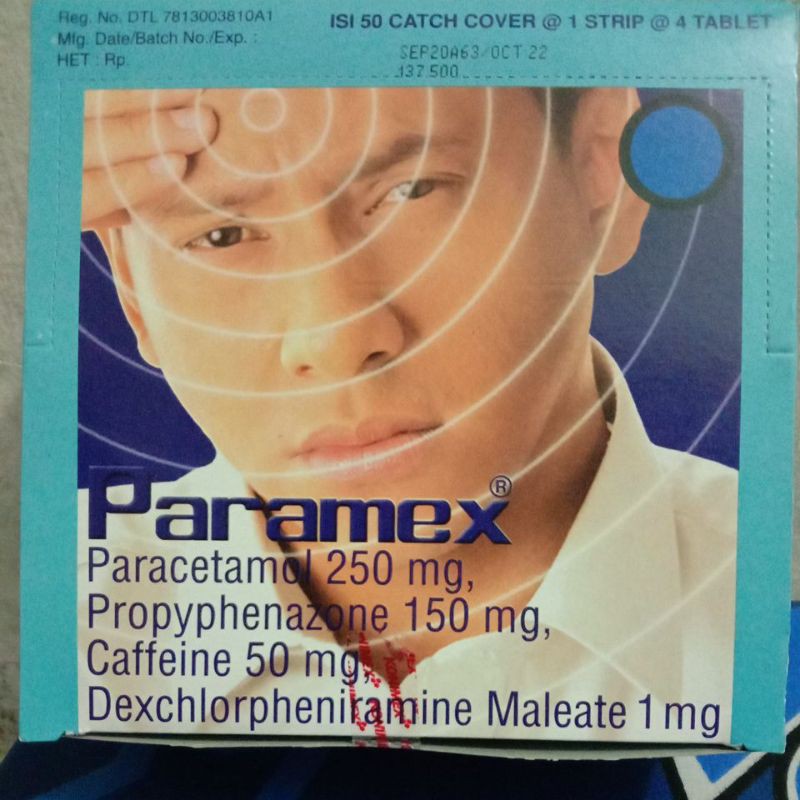 Reg. No. DTL 7813003810A1
Mfg. Date/Batch No./Exp. :
HET : Rp.
ISI 50 CATCH COVER @ 1 STRIP @ 4 TABLET
SEP20A63/OCT 22
137.500
Paramex®
Paracetamol 250 mg,
Propyphenazone 150 mg,
Caffeine 50 mg,
Dexchlorpheniramine Maleate 1 mg